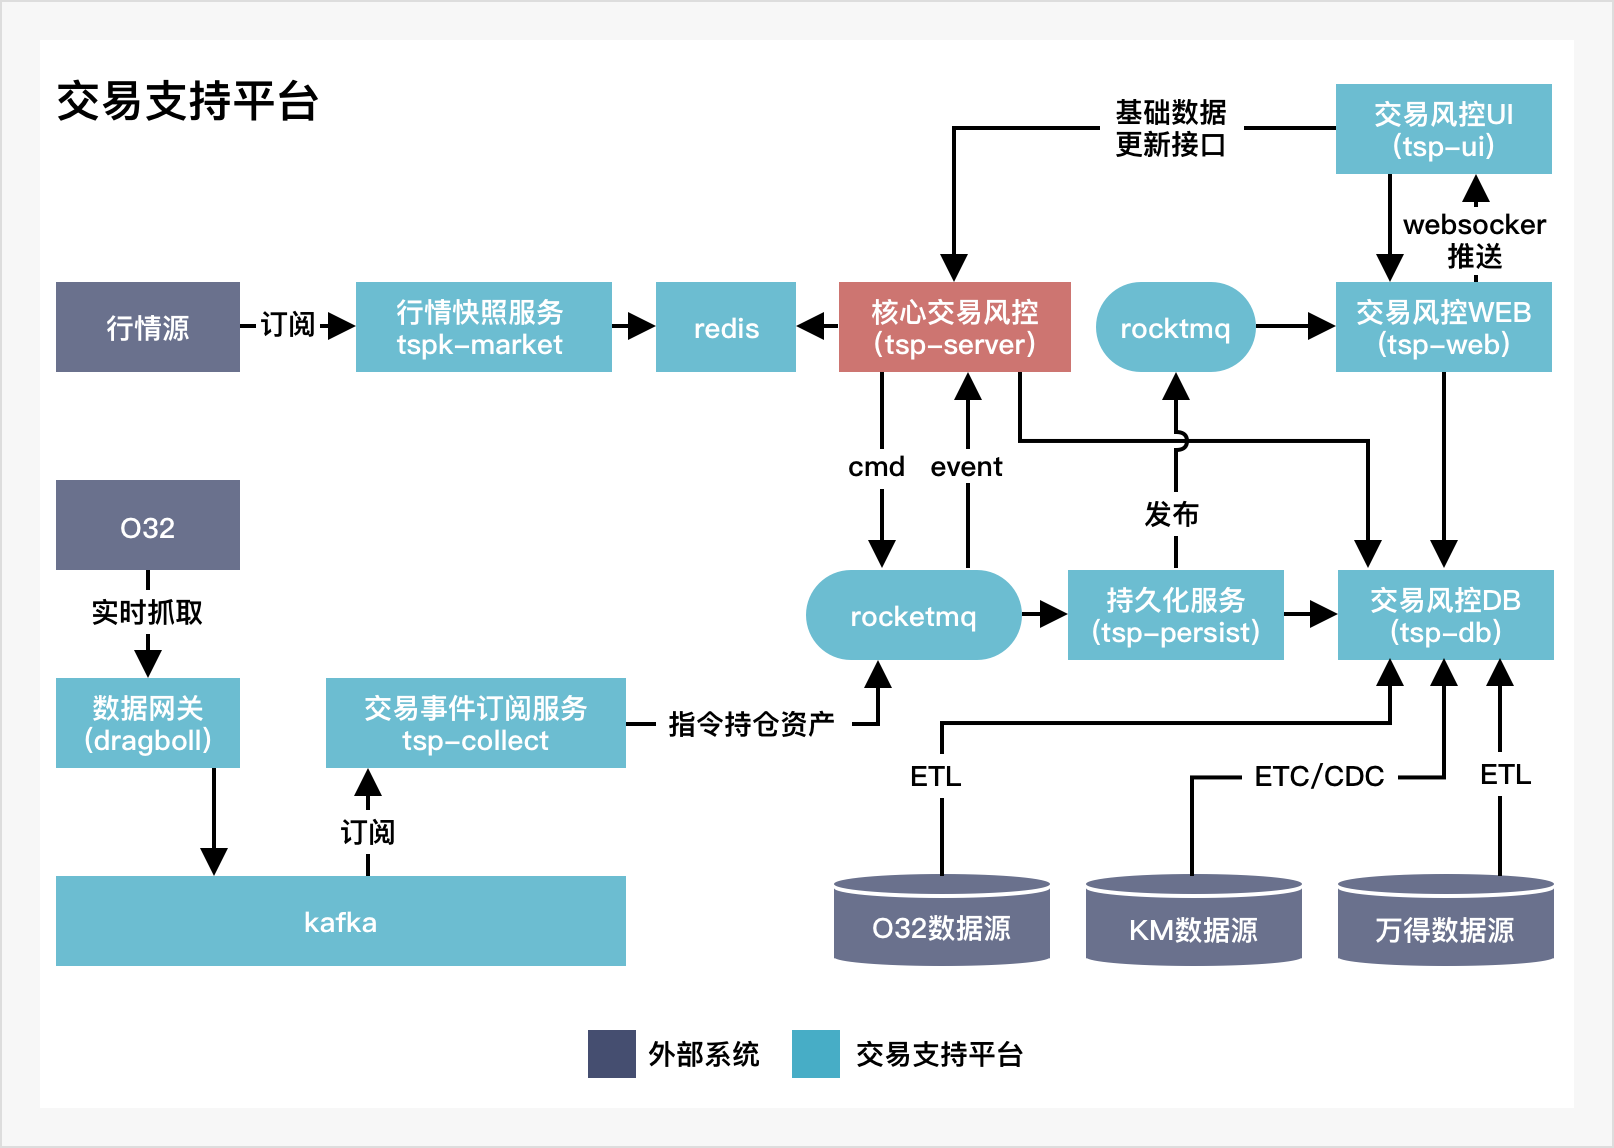 交易支持平台
基础数据
更新接口
交易风控UI
(tsp-ui)
websocker
推送
行情源
订阅
行情快照服务
tspk-market
redis
核心交易风控
(tsp-server)
rocktmq
交易风控WEB
(tsp-web)
cmd
event
O32
发布
实时抓取
rocketmq
持久化服务
(tsp-persist)
交易风控DB
(tsp-db)
数据网关
(dragboll)
交易事件订阅服务
tsp-collect
指令持仓资产
ETL
ETC/CDC
ETL
订阅
kafka
O32数据源
KM数据源
万得数据源
外部系统
交易支持平台